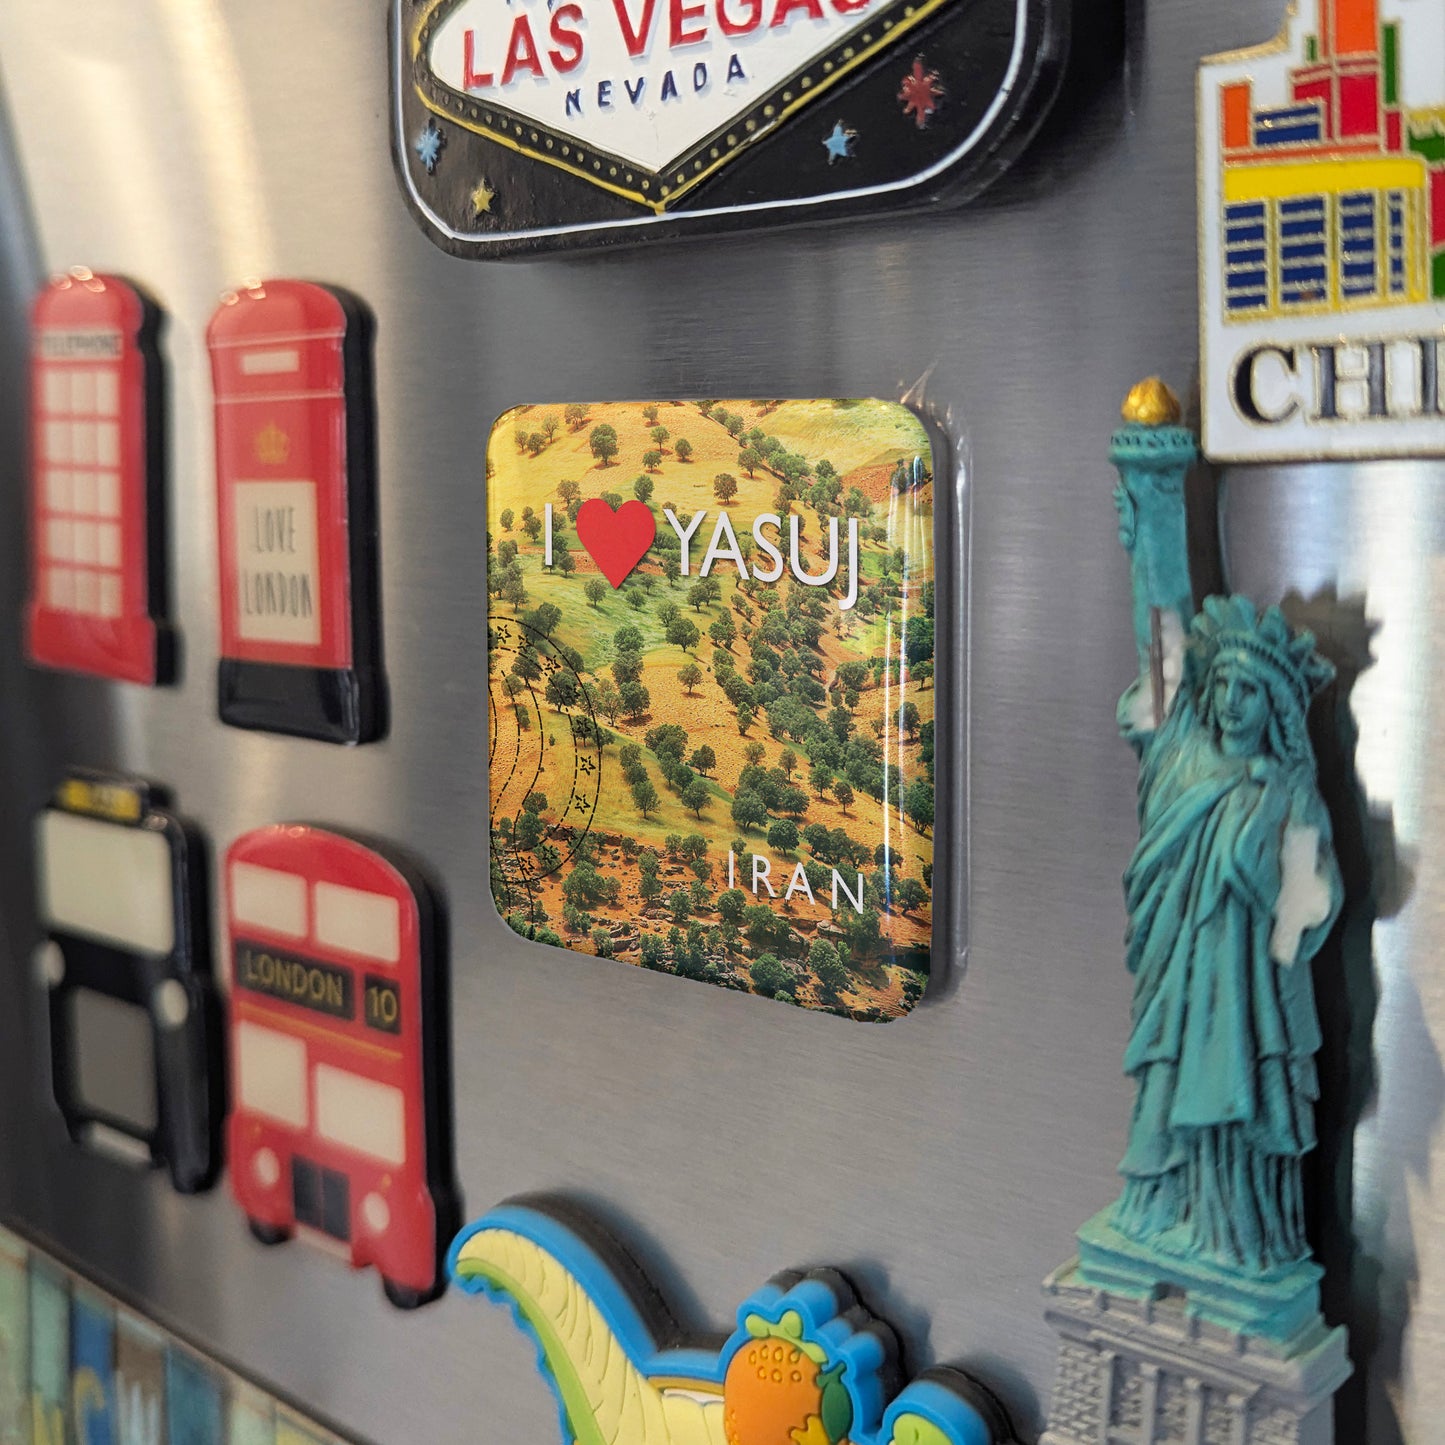 LAS VEGAS
NEVADA
CHI
TELEPHONE
LOVE
LONDON
I ❤ YASUJ
IRAN
LONDON 10